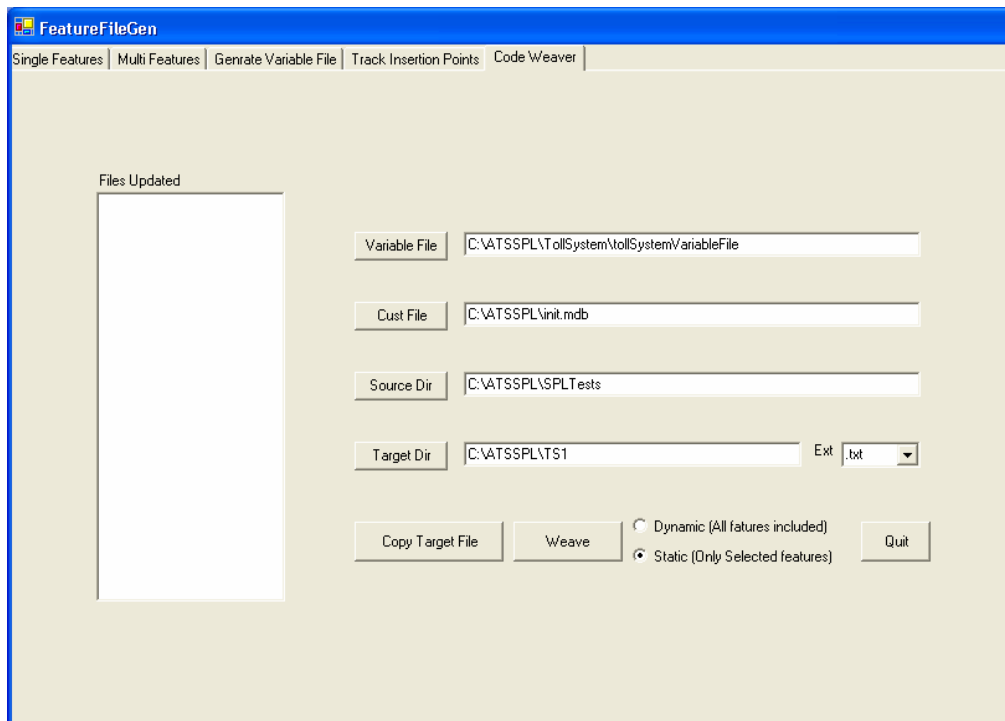 FeatureFileGen
Single Features Multi Features Genrate Variable File Track Insertion Points Code Weaver
Files Updated
Variable File C:\ATSSPL\TollSystem\tollSystemVariableFile
Cust File C:\ATSSPL\init.mdb
Source Dir C:\ATSSPL\SPLTests
Target Dir C:\ATSSPL\TS1 Ext .txt
Copy Target File Weave Dynamic (All fatures included) Quit
Static (Only Selected features)